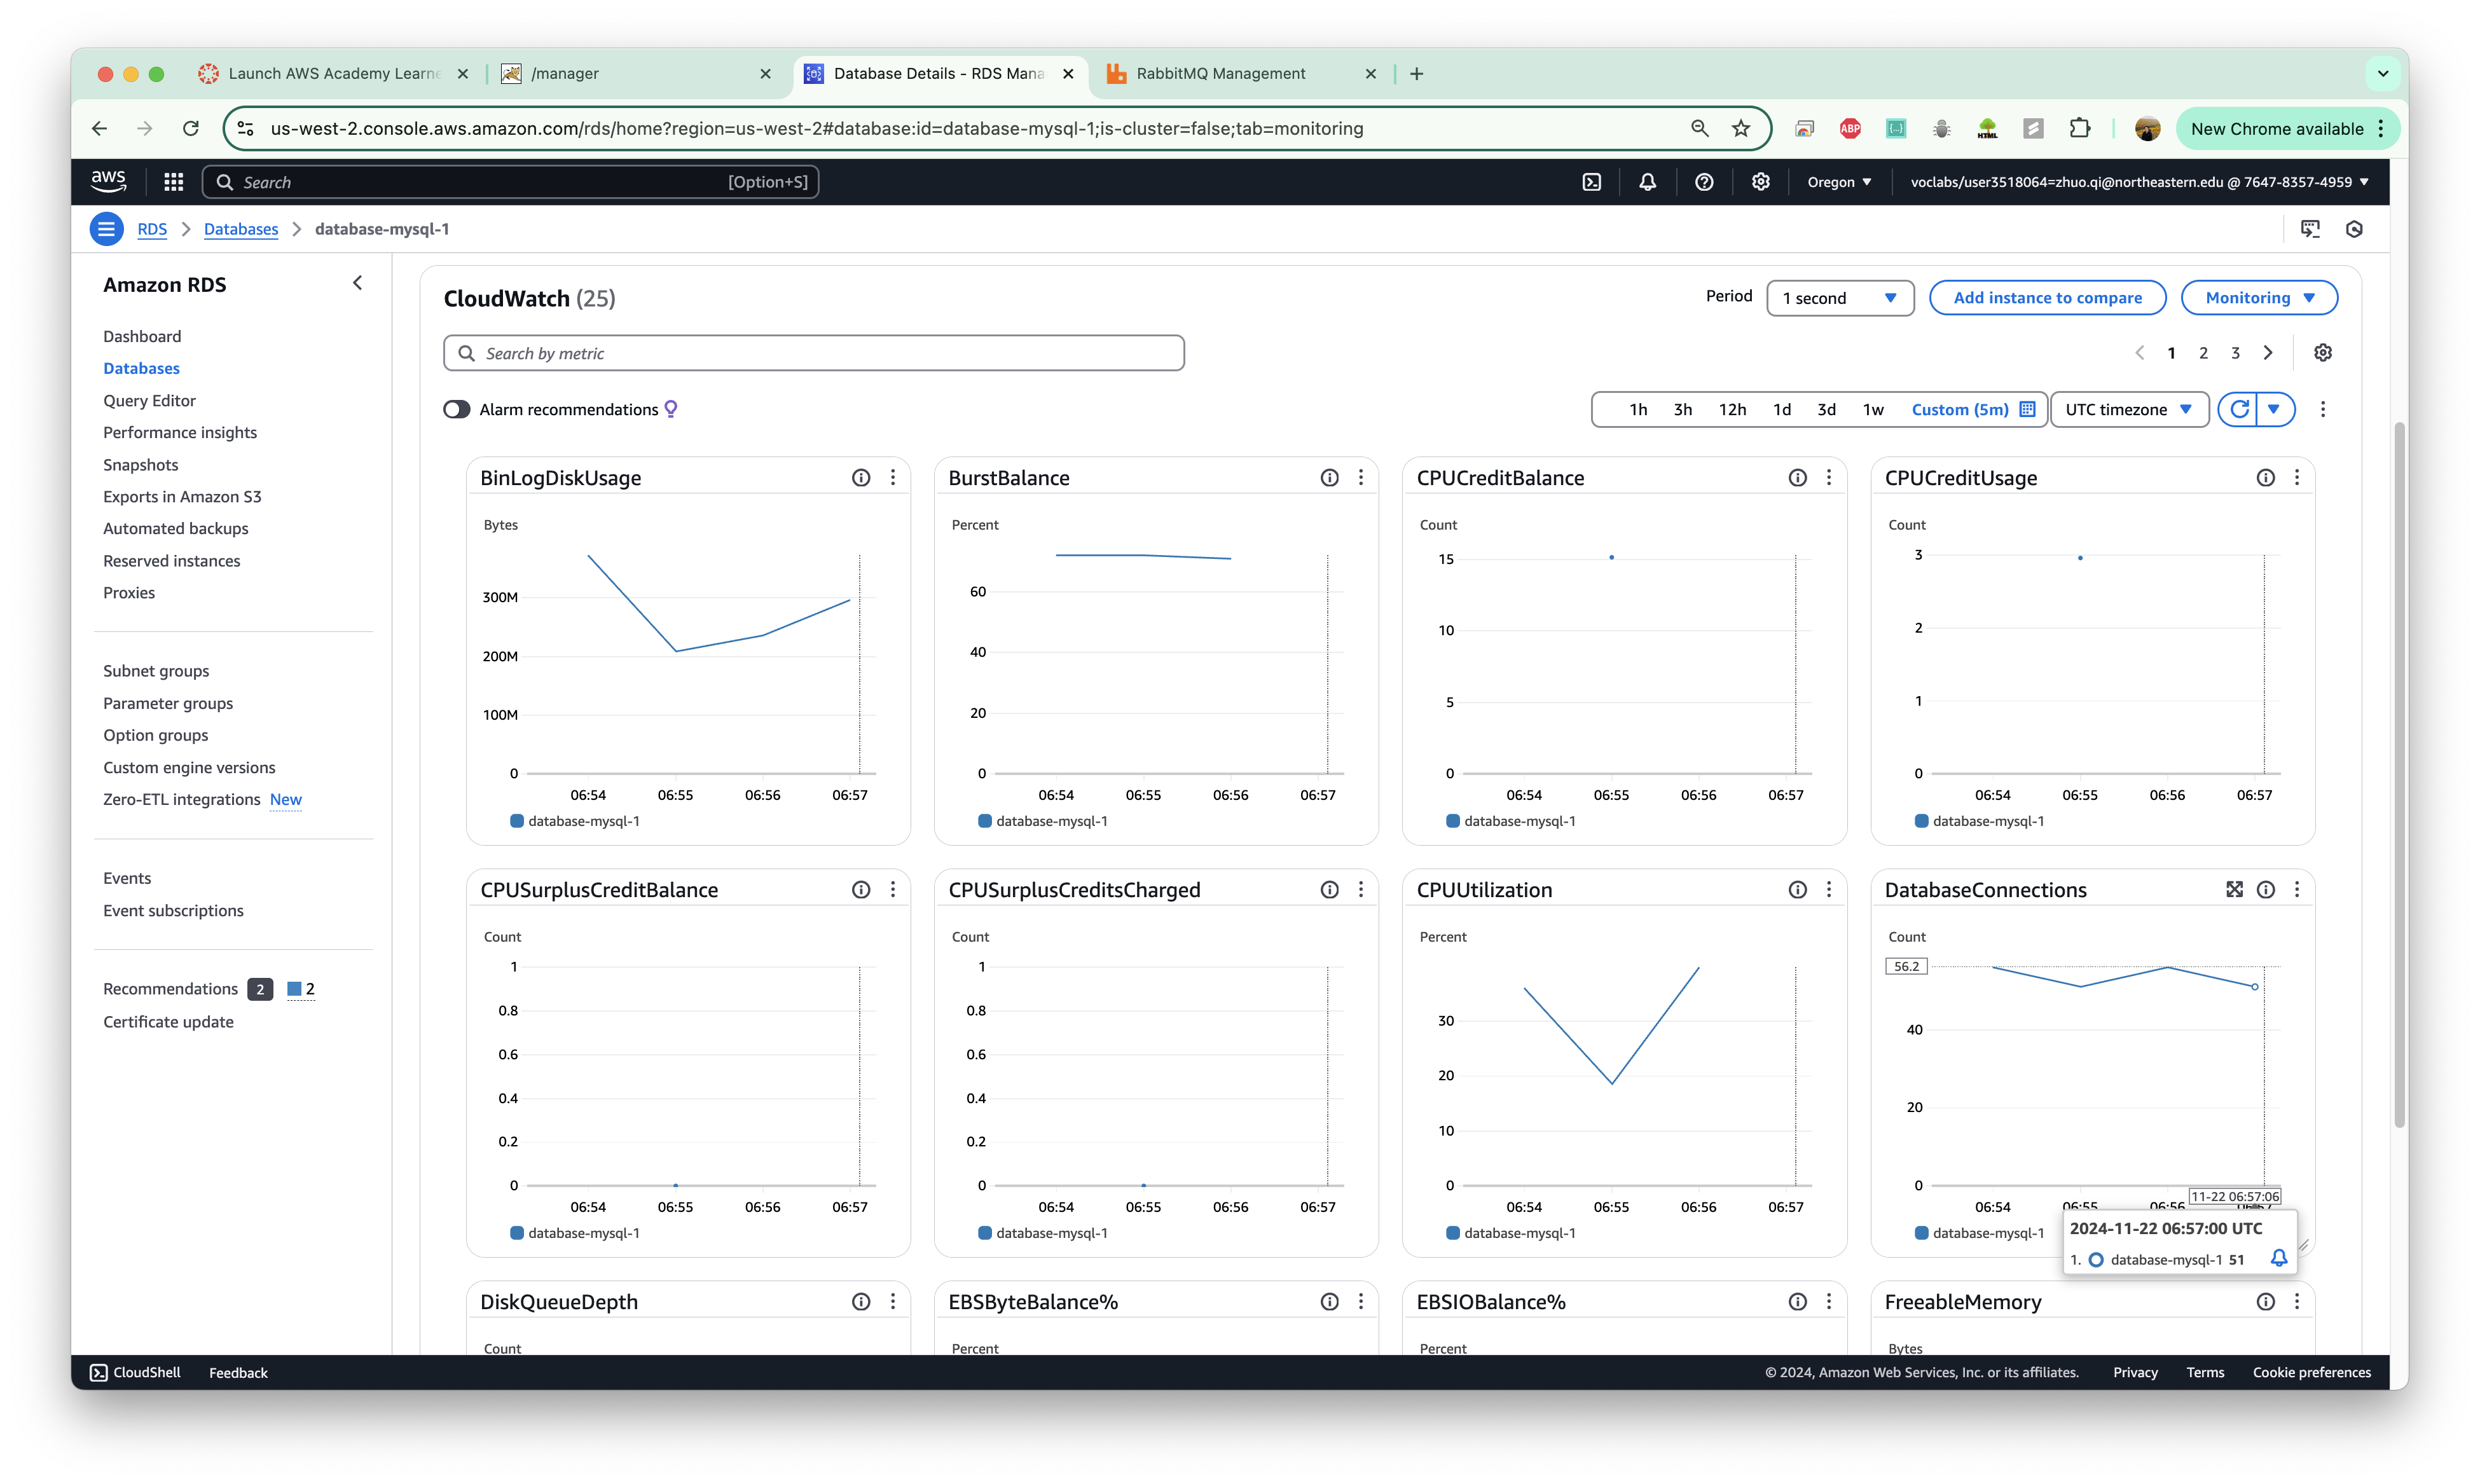 Launch AWS Academy Learne
/manager
Database Details - RDS Mana
RabbitMQ Management
us-west-2.console.aws.amazon.com/rds/home?region=us-west-2#database:id=database-mysql-1;is-cluster=false;tab=monitoring
ABP
HTML
New Chrome available
aws
Search
[Option+S]
Oregon
voclabs/user3518064=zhuo.qi@northeastern.edu @ 7647-8357-4959
RDS
Databases
database-mysql-1
Amazon RDS
Dashboard
Databases
Query Editor
Performance insights
Snapshots
Exports in Amazon S3
Automated backups
Reserved instances
Proxies
Subnet groups
Parameter groups
Option groups
Custom engine versions
Zero-ETL integrations New
Events
Event subscriptions
Recommendations 2 2
Certificate update
CloudWatch (25)
Period
1 second
Add instance to compare
Monitoring
Search by metric
1 2 3
Alarm recommendations
1h 3h 12h 1d 3d 1w Custom (5m)
UTC timezone
BinLogDiskUsage
Bytes
300M
200M
100M
0
06:54 06:55 06:56 06:57
database-mysql-1
BurstBalance
Percent
60
40
20
0
06:54 06:55 06:56 06:57
database-mysql-1
CPUCreditBalance
Count
15
10
5
0
06:54 06:55 06:56 06:57
database-mysql-1
CPUCreditUsage
Count
3
2
1
0
06:54 06:55 06:56 06:57
database-mysql-1
CPUSurplusCreditBalance
Count
1
0.8
0.6
0.4
0.2
0
06:54 06:55 06:56 06:57
database-mysql-1
CPUSurplusCreditsCharged
Count
1
0.8
0.6
0.4
0.2
0
06:54 06:55 06:56 06:57
database-mysql-1
CPUUtilization
Percent
30
20
10
0
06:54 06:55 06:56 06:57
database-mysql-1
DatabaseConnections
Count
56.2
40
20
0
11-22 06:57:06
06:54 06:55 06:56 06:57
database-mysql-1
2024-11-22 06:57:00 UTC
1. database-mysql-1 51
DiskQueueDepth
Count
EBSByteBalance%
Percent
EBSIOBalance%
Percent
FreeableMemory
Bytes
CloudShell
Feedback
© 2024, Amazon Web Services, Inc. or its affiliates.
Privacy
Terms
Cookie preferences